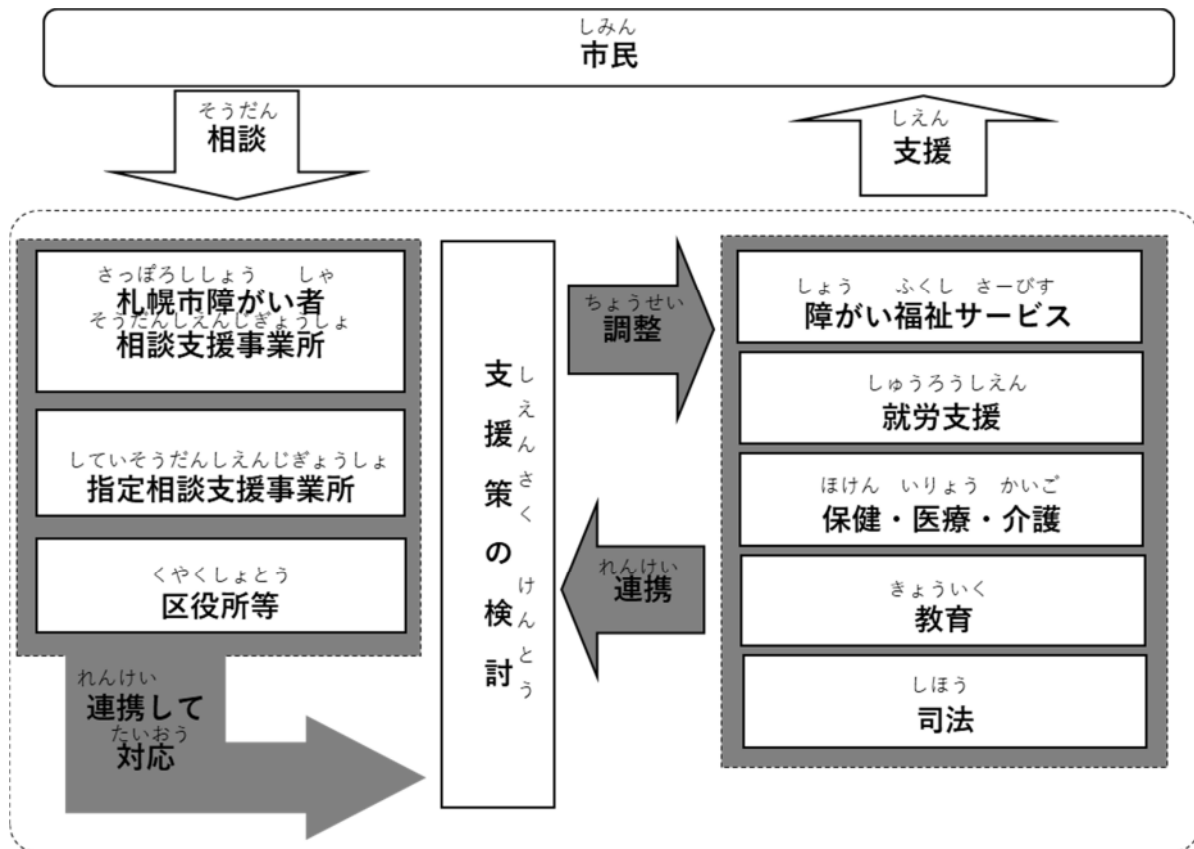 しみん
市民
そうだん
相談
しえん
支援
さっぽろししょう しゃ
札幌市障がい者
そうだんしえんじぎょうしょ
相談支援事業所
していそうだんしえんじぎょうしょ
指定相談支援事業所
くやくしょとう
区役所等
れんけい
連携して
たいおう
対応
しえんさく けんとう
支援策の検討
ちょうせい
調整
れんけい
連携
しょう ふくし さーびす
障がい福祉サービス
しゅうろうしえん
就労支援
ほけん いりょう かいご
保健・医療・介護
きょういく
教育
しほう
司法